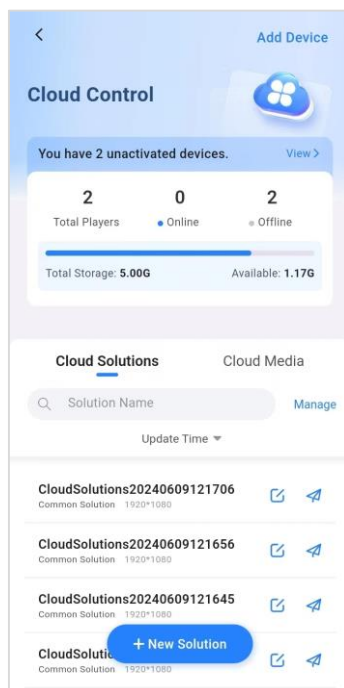 Add Device
Cloud Control
You have 2 unactivated devices. View >
2 0 2
Total Players Online Offline
Total Storage: 5.00G Available: 1.17G
Cloud Solutions Cloud Media
Solution Name Manage
Update Time
CloudSolutions20240609121706
Common Solution 1920*1080
CloudSolutions20240609121656
Common Solution 1920*1080
CloudSolutions20240609121645
Common Solution 1920*1080
+ New Solution
CloudSolutio
Common Solution 1920*1080